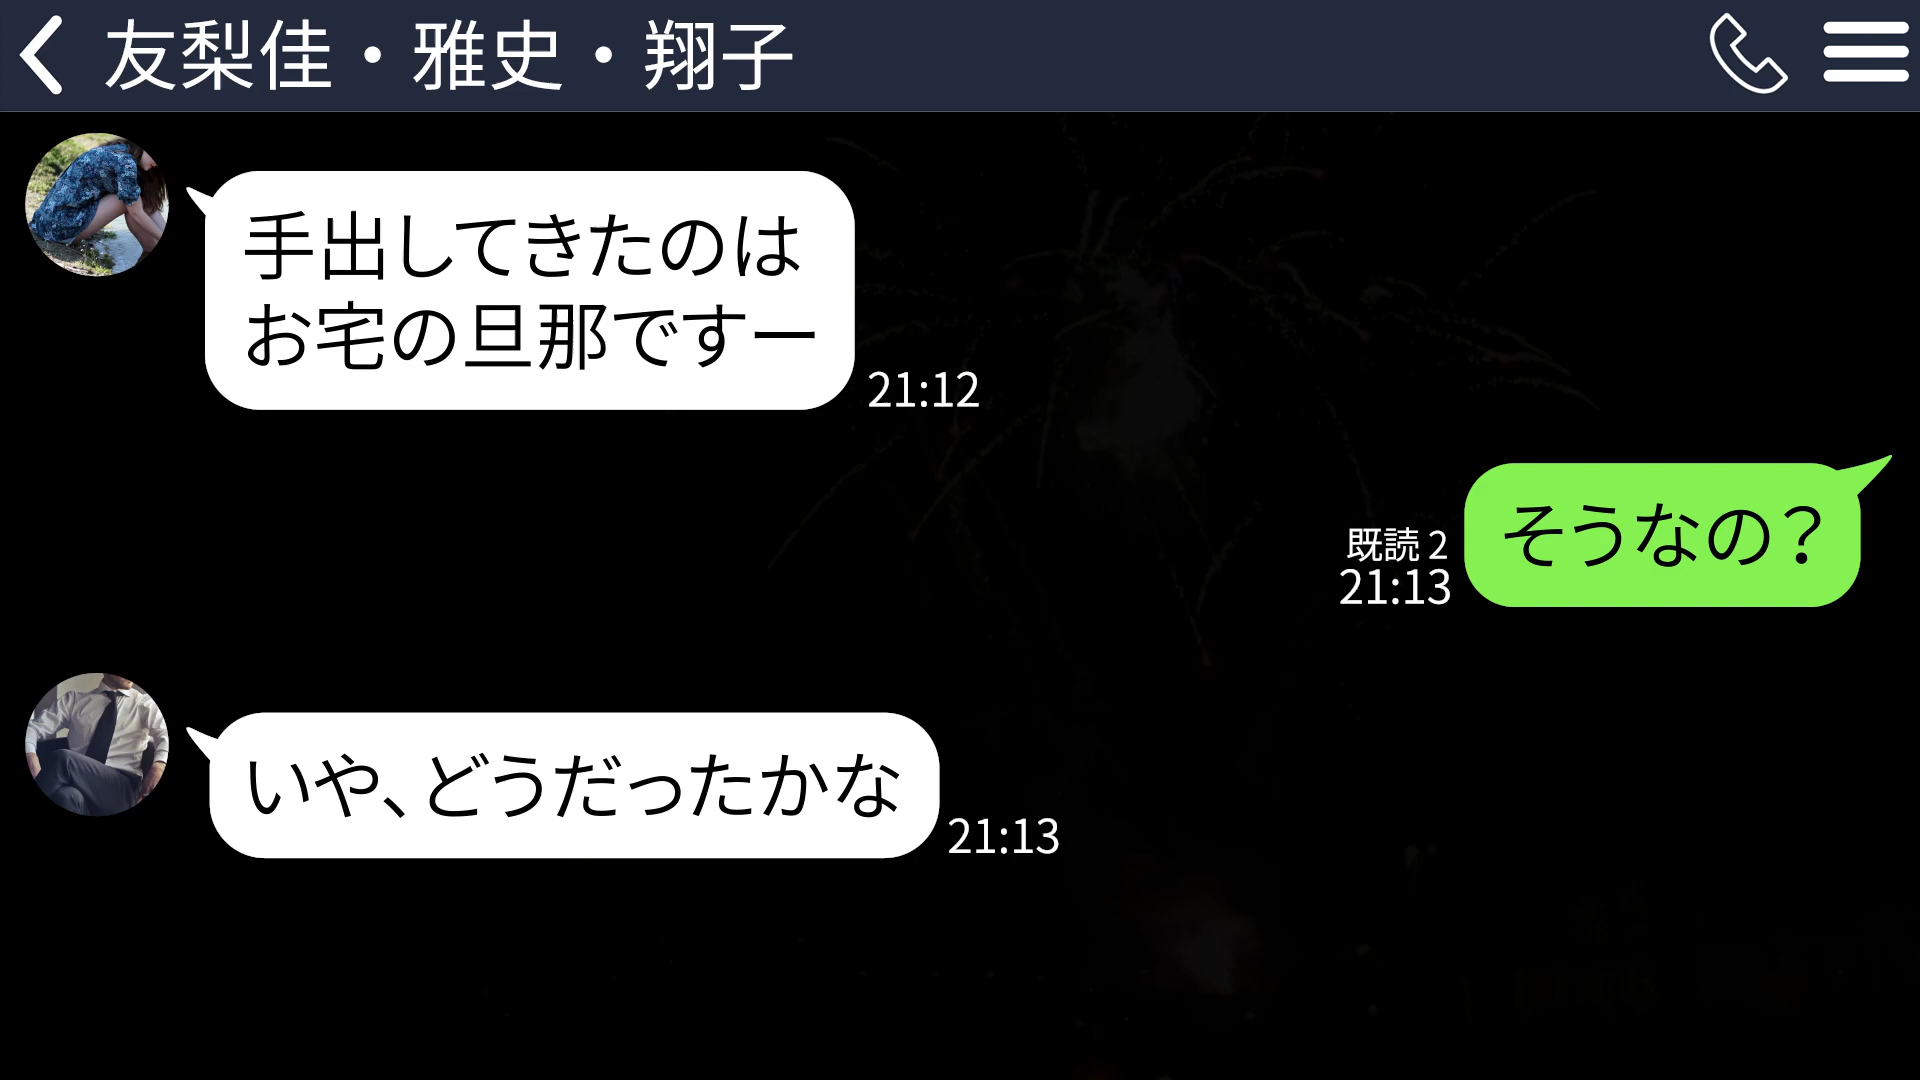 友梨佳・雅史・翔子
手出してきたのは
お宅の旦那ですー
21:12
そうなの？
既読 2
21:13
いや、どうだったかな
21:13